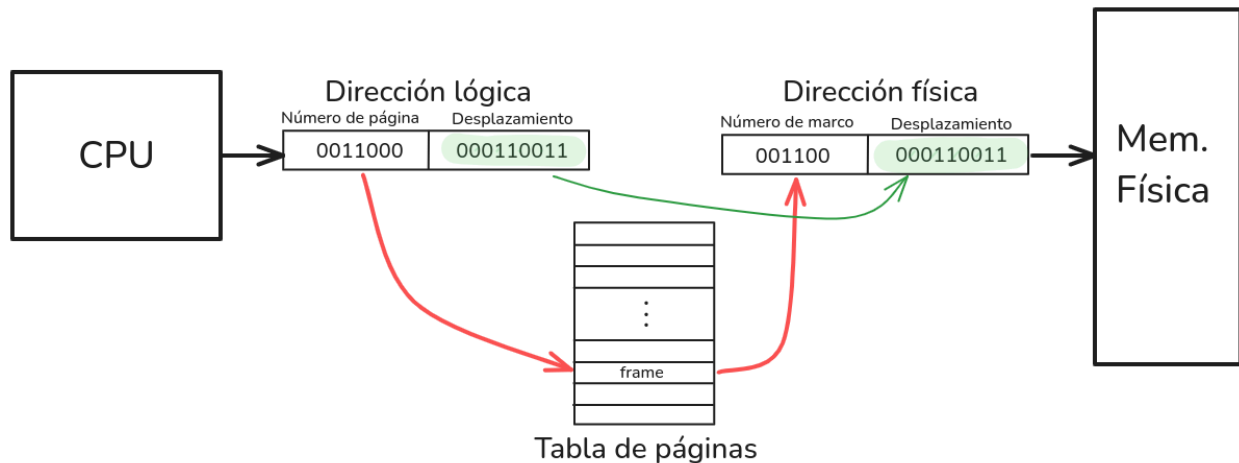 CPU
Dirección lógica
Número de página Desplazamiento
0011000 000110011
Dirección física
Número de marco Desplazamiento
001100 000110011
Mem.
Física
⋮
frame
Tabla de páginas